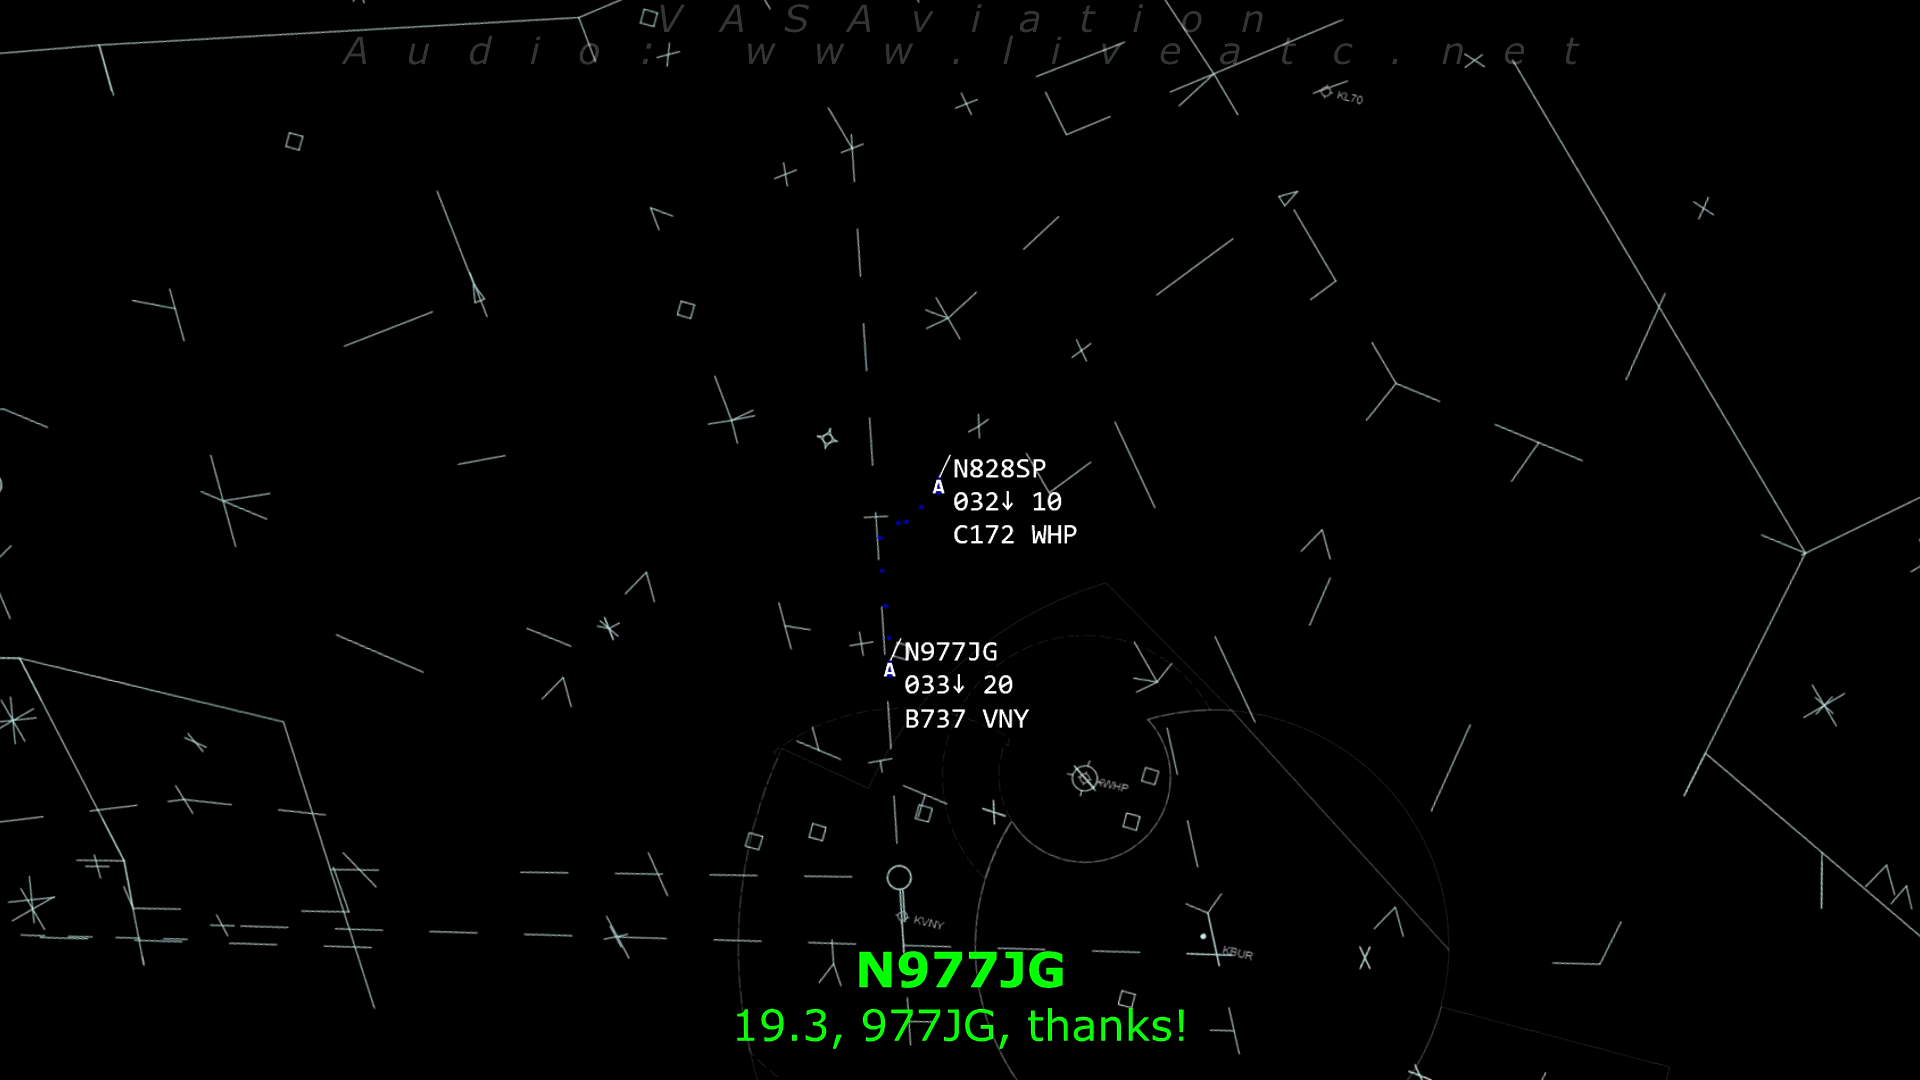 V A S A v i a t i o n
A u d i o : w w w . l i v e a t c . n e t
KL70
N828SP
032↓ 10
C172 WHP
N977JG
033↓ 20
B737 VNY
KWHP
KVNY
KBUR
N977JG
19.3, 977JG, thanks!